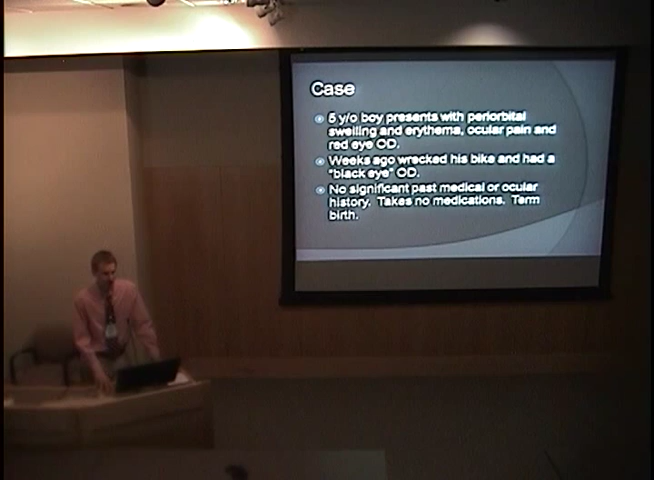 Case
5 y/o boy presents with periorbital
swelling and erythema, ocular pain and
red eye OD.
Weeks ago wrecked his bike and had a
"black eye" OD.
No significant past medical or ocular
history. Takes no medications. Term
birth.